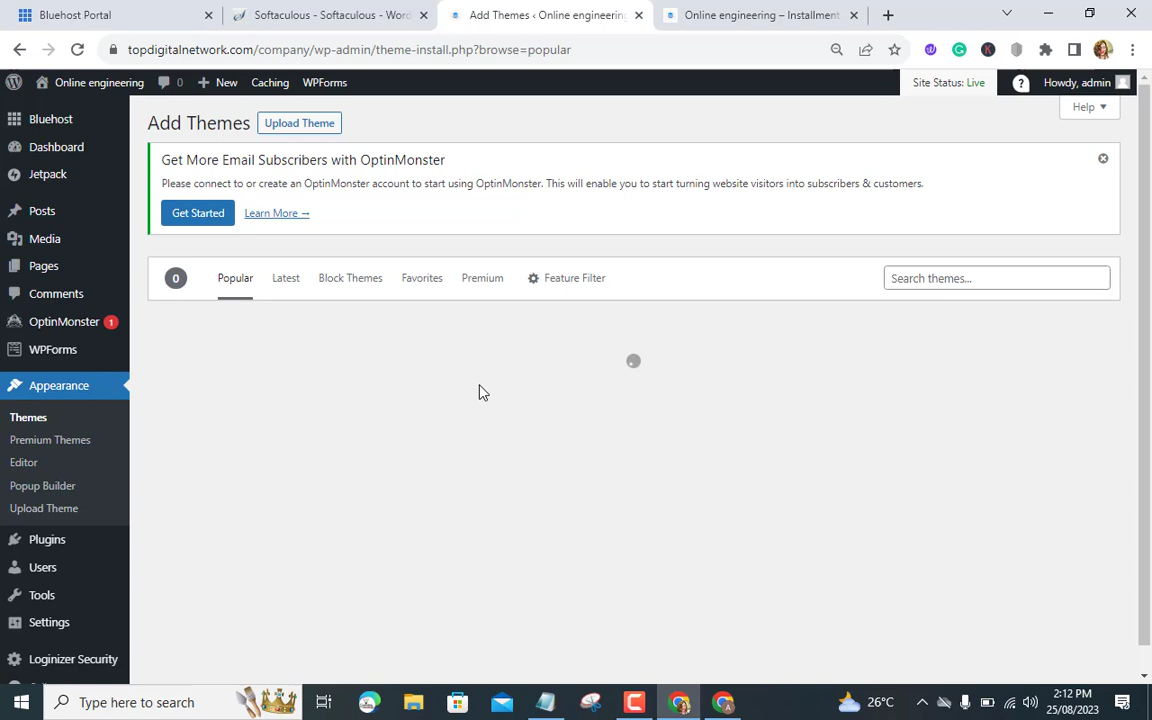 Bluehost Portal
Softaculous - Softaculous - Wor
Add Themes ‹ Online engineering
Online engineering – Installment
topdigitalnetwork.com/company/wp-admin/theme-install.php?browse=popular
Online engineering
0
New
Caching
WPForms
Site Status: Live
Howdy, admin
Bluehost
Dashboard
Jetpack
Posts
Media
Pages
Comments
OptinMonster 1
WPForms
Appearance
Themes
Premium Themes
Editor
Popup Builder
Upload Theme
Plugins
Users
Tools
Settings
Loginizer Security
Add Themes
Upload Theme
Help
Get More Email Subscribers with OptinMonster
Please connect to or create an OptinMonster account to start using OptinMonster. This will enable you to start turning website visitors into subscribers & customers.
Get Started
Learn More →
0
Popular
Latest
Block Themes
Favorites
Premium
Feature Filter
Search themes...
Type here to search
26°C
2:12 PM
25/08/2023